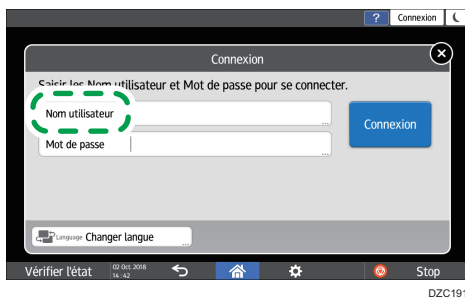 ? Connexion
Connexion
Saisir les Nom utilisateur et Mot de passe pour se connecter.
Nom utilisateur
...
Connexion
Mot de passe
...
Language Changer langue
...
Vérifier l'état
02 Oct. 2018
14 : 42
Stop
DZC191